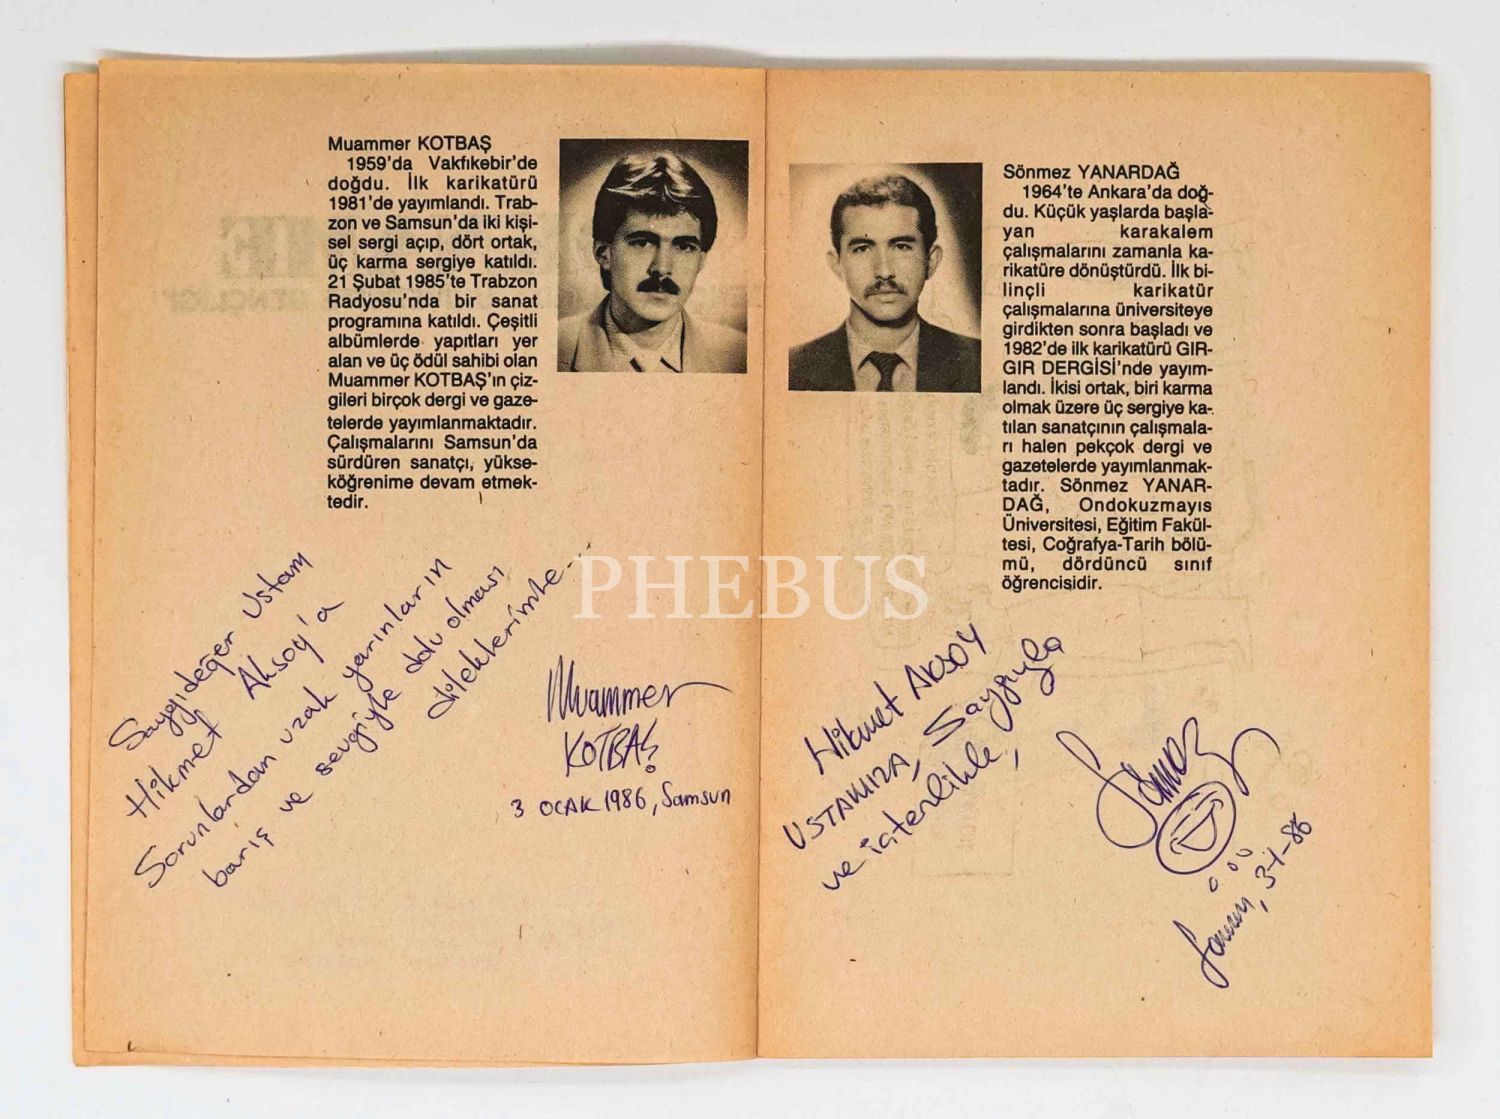 Muammer KOTBAŞ
1959'da Vakfıkebir'de
doğdu. İlk karikatürü
1981'de yayımlandı. Trab-
zon ve Samsun'da iki kişi-
sel sergi açıp, dört ortak,
üç karma sergiye katıldı.
21 Şubat 1985'te Trabzon
Radyosu'nda bir sanat
programına katıldı. Çeşitli
albümlerde yapıtları yer
alan ve üç ödül sahibi olan
Muammer KOTBAŞ'ın çiz-
gileri birçok dergi ve gaze-
telerde yayımlanmaktadır.
Çalışmalarını Samsun'da
sürdüren sanatçı, yükse-
köğrenime devam etmek-
tedir.
Saygıdeğer Ustam
Hikmet Aksoy'a
Sorunlardan uzak yarınların
barış ve sevgiyle dolu olması
dileklerimle...
Muammer
KOTBAŞ
3 OCAK 1986, Samsun
Sönmez YANARDAĞ
1964'te Ankara'da doğ-
du. Küçük yaşlarda başla-
yan karakalem
çalışmalarını zamanla ka-
rikatüre dönüştürdü. İlk bi-
linçli karikatür
çalışmalarına üniversiteye
girdikten sonra başladı ve
1982'de ilk karikatürü GIR-
GIR DERGİSİ'nde yayım-
landı. İkisi ortak, biri karma
olmak üzere üç sergiye ka-
tılan sanatçının çalışmala-
rı halen pekçok dergi ve
gazetelerde yayımlanmak-
tadır. Sönmez YANAR-
DAĞ, Ondokuzmayıs
Üniversitesi, Eğitim Fakül-
tesi, Coğrafya-Tarih bölü-
mü, dördüncü sınıf
öğrencisidir.
Hikmet AKSOY
USTAMIZA, Saygıyla
ve içtenlikle,
Sönmez
Samsun, 3-1-86
PHEBUS